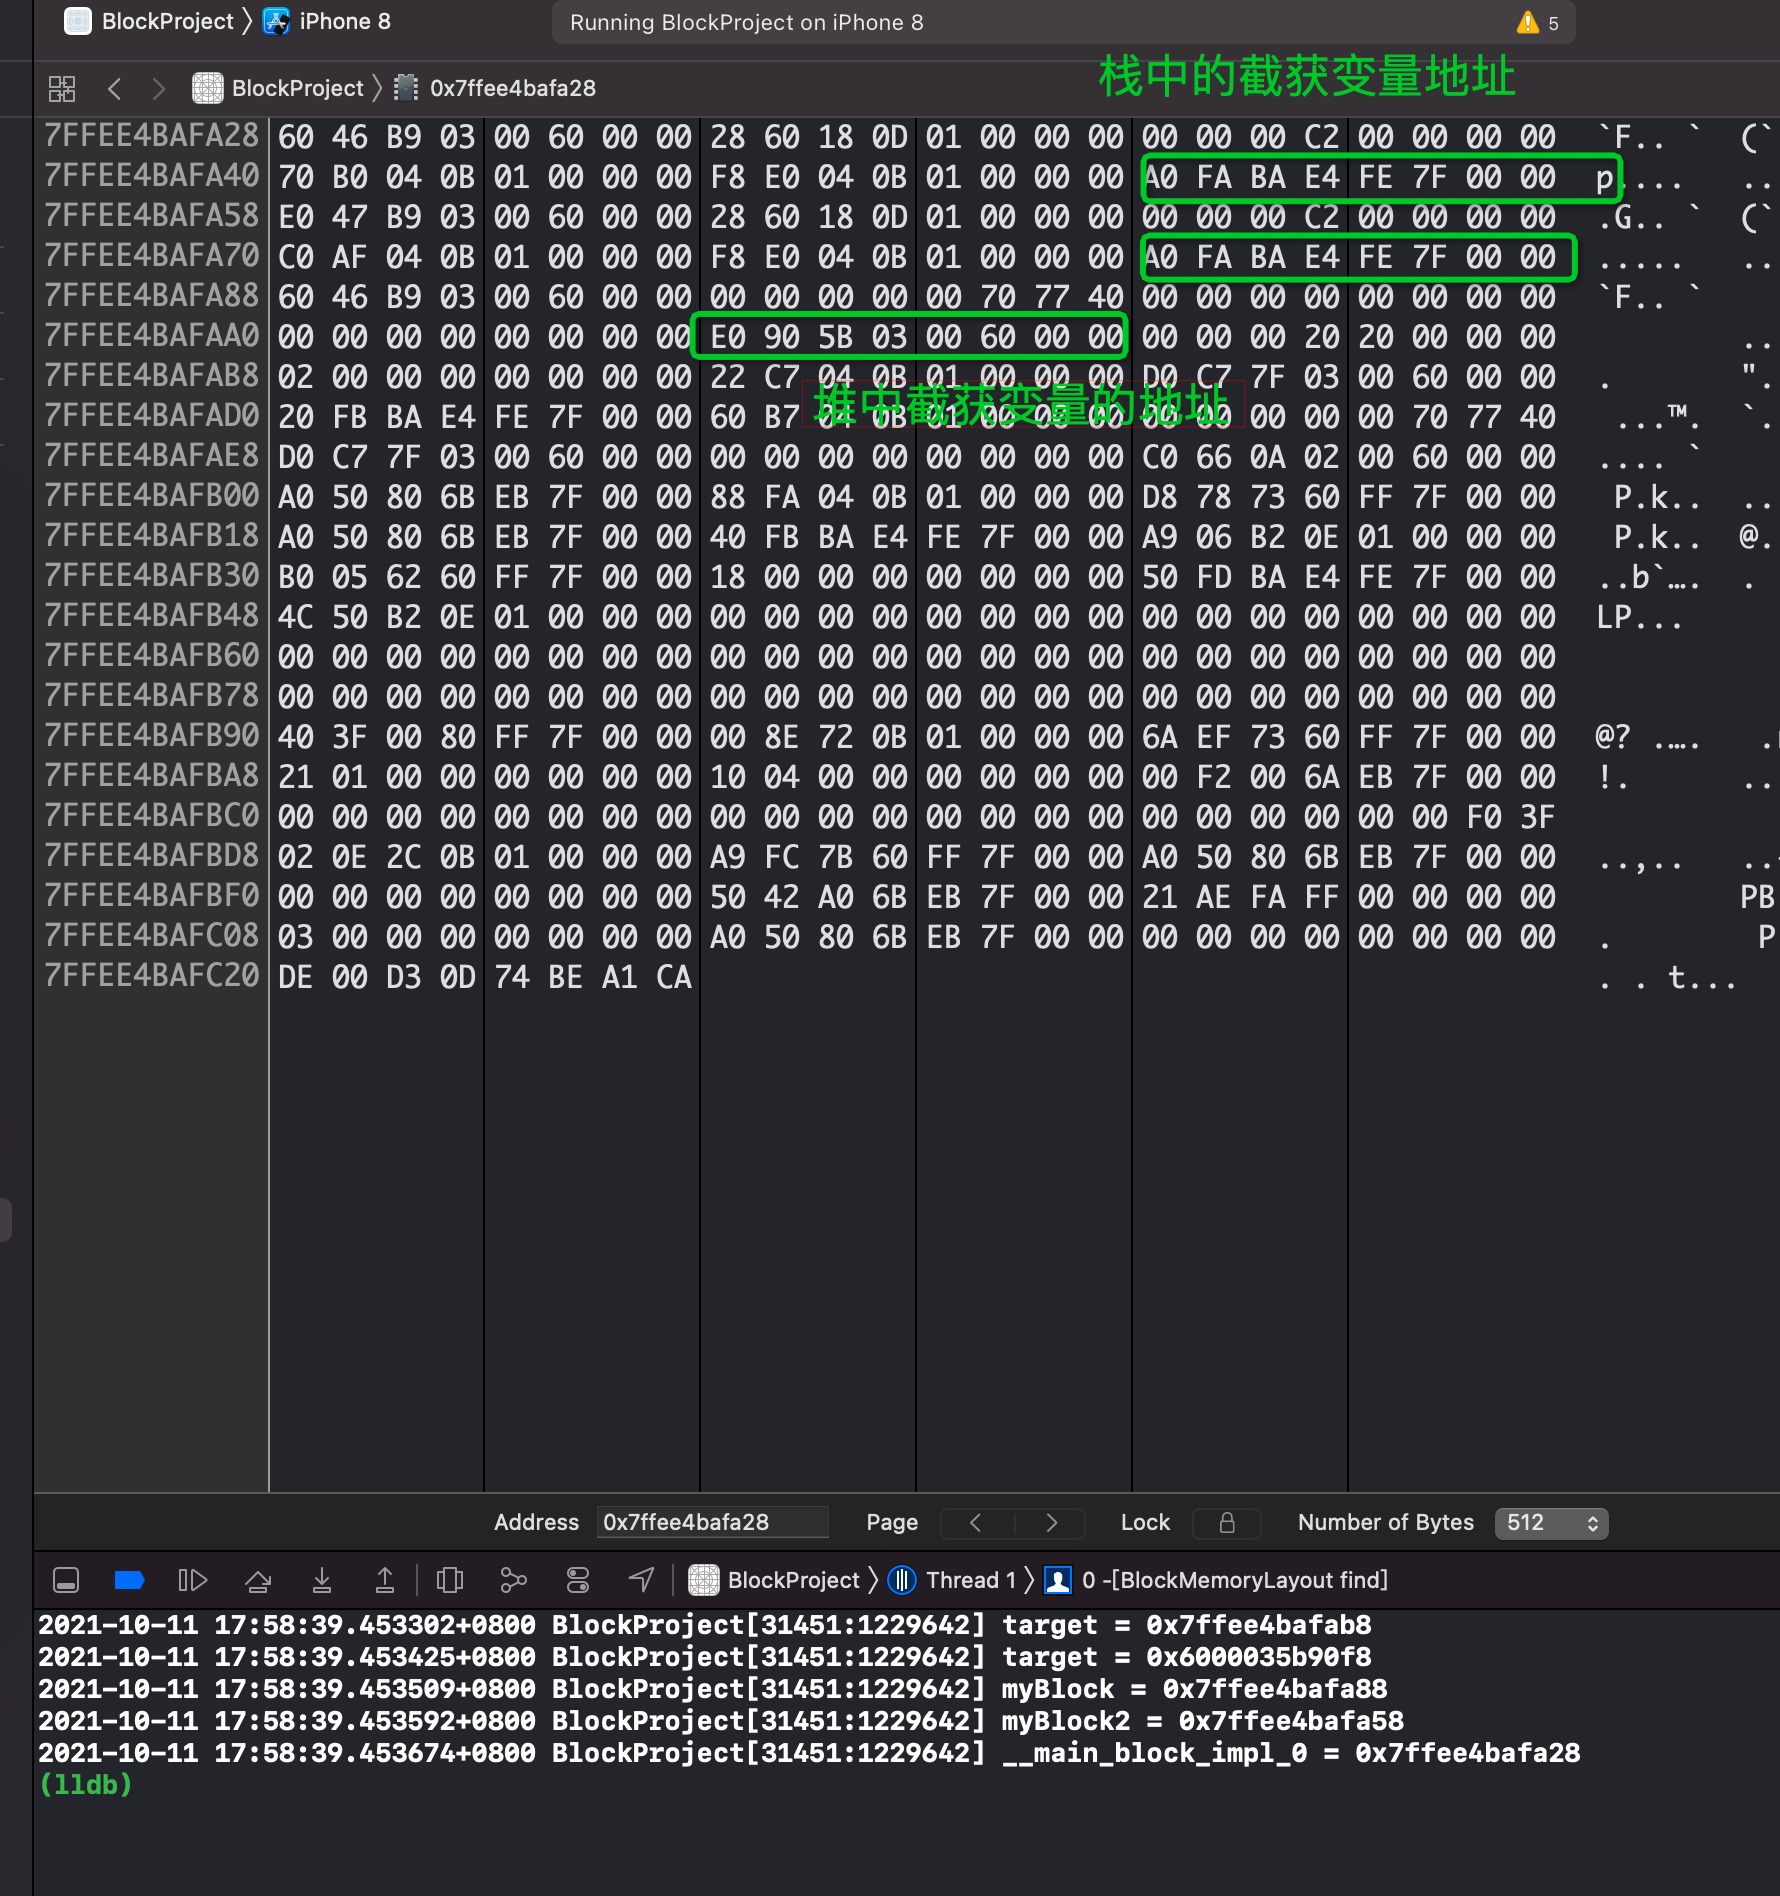 BlockProject 〉 iPhone 8
Running BlockProject on iPhone 8
5
栈中的截获变量地址
BlockProject 〉 0x7ffee4bafa28
7FFEE4BAFA28 60 46 B9 03 00 60 00 00 28 60 18 0D 01 00 00 00 00 00 00 C2 00 00 00 00 `F.. ` (`
7FFEE4BAFA40 70 B0 04 0B 01 00 00 00 F8 E0 04 0B 01 00 00 00 A0 FA BA E4 FE 7F 00 00 p.... ..
7FFEE4BAFA58 E0 47 B9 03 00 60 00 00 28 60 18 0D 01 00 00 00 00 00 00 C2 00 00 00 00 .G.. ` (`
7FFEE4BAFA70 C0 AF 04 0B 01 00 00 00 F8 E0 04 0B 01 00 00 00 A0 FA BA E4 FE 7F 00 00 ..... ..
7FFEE4BAFA88 60 46 B9 03 00 60 00 00 00 00 00 00 00 70 77 40 00 00 00 00 00 00 00 00 `F.. `
7FFEE4BAFAA0 00 00 00 00 00 00 00 00 E0 90 5B 03 00 60 00 00 00 00 00 20 20 00 00 00 ..
7FFEE4BAFAB8 02 00 00 00 00 00 00 00 22 C7 04 0B 01 00 00 00 D0 C7 7F 03 00 60 00 00 . ".
堆中截获变量的地址
7FFEE4BAFAD0 20 FB BA E4 FE 7F 00 00 60 B7 04 0B 01 00 00 00 00 00 00 00 00 70 77 40 ...™. `.
7FFEE4BAFAE8 D0 C7 7F 03 00 60 00 00 00 00 00 00 00 00 00 00 C0 66 0A 02 00 60 00 00 .... `
7FFEE4BAFB00 A0 50 80 6B EB 7F 00 00 88 FA 04 0B 01 00 00 00 D8 78 73 60 FF 7F 00 00 P.k.. ..
7FFEE4BAFB18 A0 50 80 6B EB 7F 00 00 40 FB BA E4 FE 7F 00 00 A9 06 B2 0E 01 00 00 00 P.k.. @.
7FFEE4BAFB30 B0 05 62 60 FF 7F 00 00 18 00 00 00 00 00 00 00 50 FD BA E4 FE 7F 00 00 ..b`…. .
7FFEE4BAFB48 4C 50 B2 0E 01 00 00 00 00 00 00 00 00 00 00 00 00 00 00 00 00 00 00 00 LP...
7FFEE4BAFB60 00 00 00 00 00 00 00 00 00 00 00 00 00 00 00 00 00 00 00 00 00 00 00 00
7FFEE4BAFB78 00 00 00 00 00 00 00 00 00 00 00 00 00 00 00 00 00 00 00 00 00 00 00 00
7FFEE4BAFB90 40 3F 00 80 FF 7F 00 00 00 8E 72 0B 01 00 00 00 6A EF 73 60 FF 7F 00 00 @? .…. .
7FFEE4BAFBA8 21 01 00 00 00 00 00 00 10 04 00 00 00 00 00 00 00 F2 00 6A EB 7F 00 00 !. ..
7FFEE4BAFBC0 00 00 00 00 00 00 00 00 00 00 00 00 00 00 00 00 00 00 00 00 00 00 F0 3F
7FFEE4BAFBD8 02 0E 2C 0B 01 00 00 00 A9 FC 7B 60 FF 7F 00 00 A0 50 80 6B EB 7F 00 00 ..,.. ..
7FFEE4BAFBF0 00 00 00 00 00 00 00 00 50 42 A0 6B EB 7F 00 00 21 AE FA FF 00 00 00 00 PB
7FFEE4BAFC08 03 00 00 00 00 00 00 00 A0 50 80 6B EB 7F 00 00 00 00 00 00 00 00 00 00 . P
7FFEE4BAFC20 DE 00 D3 0D 74 BE A1 CA . . t...
Address 0x7ffee4bafa28 Page Lock Number of Bytes 512
BlockProject 〉 Thread 1 〉 0 -[BlockMemoryLayout find]
2021-10-11 17:58:39.453302+0800 BlockProject[31451:1229642] target = 0x7ffee4bafab8
2021-10-11 17:58:39.453425+0800 BlockProject[31451:1229642] target = 0x6000035b90f8
2021-10-11 17:58:39.453509+0800 BlockProject[31451:1229642] myBlock = 0x7ffee4bafa88
2021-10-11 17:58:39.453592+0800 BlockProject[31451:1229642] myBlock2 = 0x7ffee4bafa58
2021-10-11 17:58:39.453674+0800 BlockProject[31451:1229642] __main_block_impl_0 = 0x7ffee4bafa28
(lldb)